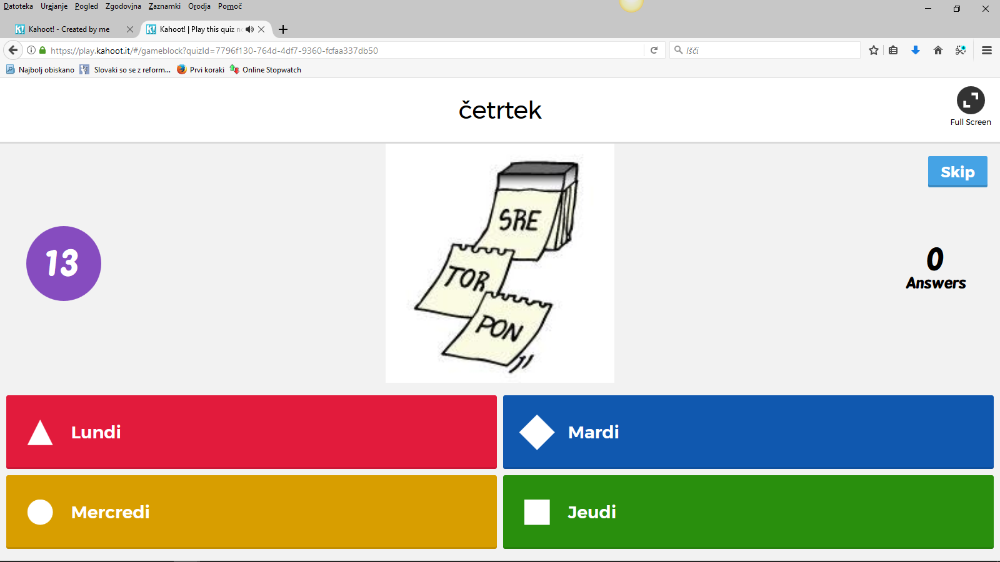 Datoteka Urejanje Pogled Zgodovina Zaznamki Orodja Pomoč
Kahoot! - Created by me
Kahoot! | Play this quiz
https://play.kahoot.it/#/gameblock?quizId=7796f130-764d-4df7-9360-fcfaa337db50
Išči
Najbolj obiskano Slovaki so se z reform... Prvi koraki Online Stopwatch
četrtek
Full Screen
Skip
SRE
TOR
PON
13
0
Answers
Lundi
Mardi
Mercredi
Jeudi